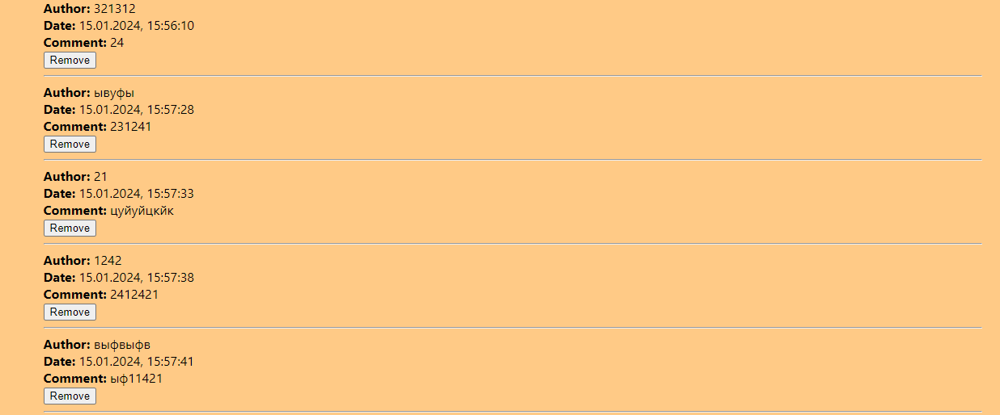 Author: 321312
Date: 15.01.2024, 15:56:10
Comment: 24
Remove
Author: ывуфы
Date: 15.01.2024, 15:57:28
Comment: 231241
Remove
Author: 21
Date: 15.01.2024, 15:57:33
Comment: цуйуйцкйк
Remove
Author: 1242
Date: 15.01.2024, 15:57:38
Comment: 2412421
Remove
Author: выфвыфв
Date: 15.01.2024, 15:57:41
Comment: ыф11421
Remove